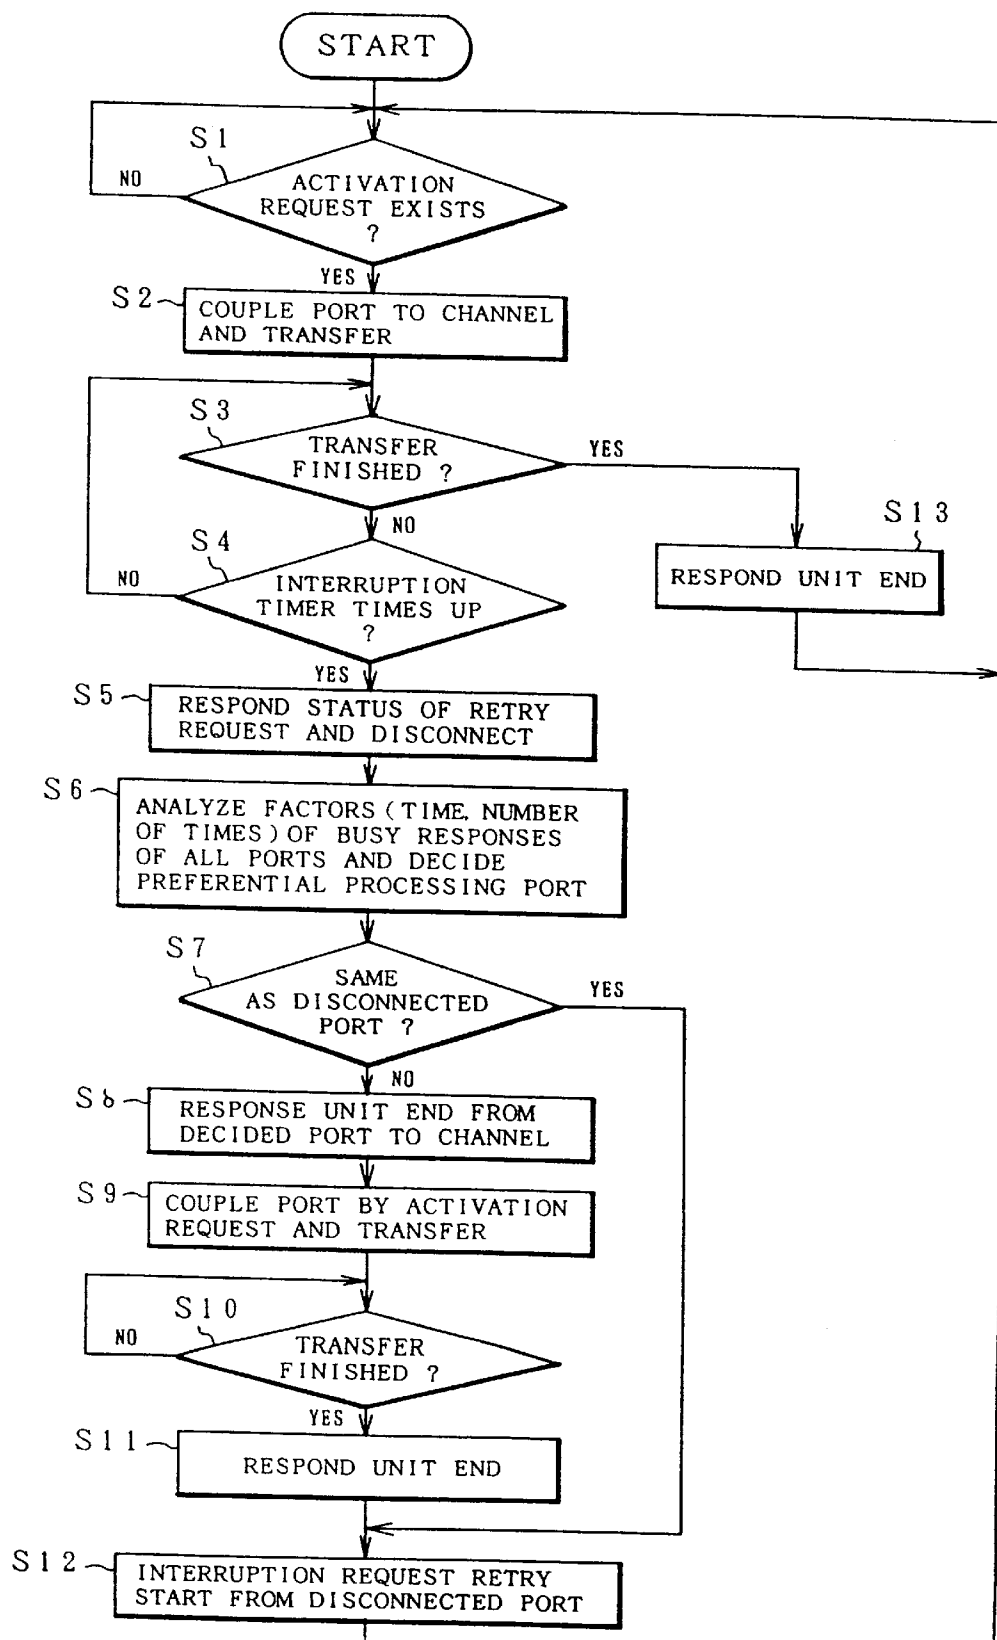 START
S1
NO
ACTIVATION
REQUEST EXISTS
?
YES
S2
COUPLE PORT TO CHANNEL
AND TRANSFER
S3
TRANSFER
FINISHED ?
YES
NO
S13
RESPOND UNIT END
S4
NO
INTERRUPTION
TIMER TIMES UP
?
YES
S5
RESPOND STATUS OF RETRY
REQUEST AND DISCONNECT
S6
ANALYZE FACTORS (TIME, NUMBER
OF TIMES) OF BUSY RESPONSES
OF ALL PORTS AND DECIDE
PREFERENTIAL PROCESSING PORT
S7
SAME
AS DISCONNECTED
PORT ?
YES
NO
S8
RESPONSE UNIT END FROM
DECIDED PORT TO CHANNEL
S9
COUPLE PORT BY ACTIVATION
REQUEST AND TRANSFER
S10
NO
TRANSFER
FINISHED ?
YES
S11
RESPOND UNIT END
S12
INTERRUPTION REQUEST RETRY
START FROM DISCONNECTED PORT